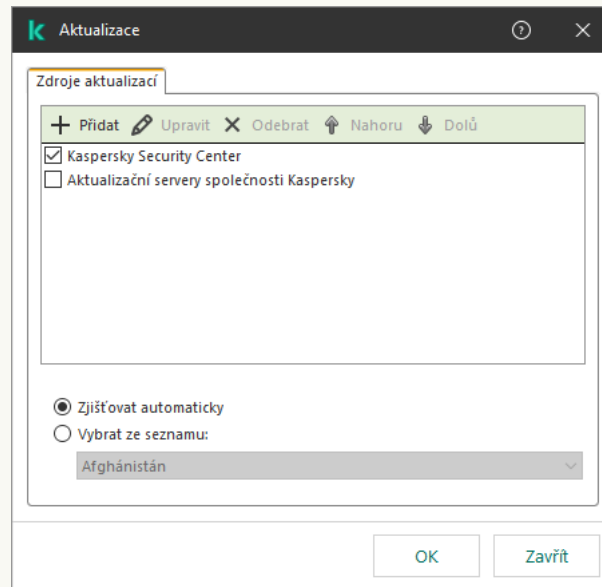 Aktualizace
Zdroje aktualizací
Přidat Upravit Odebrat Nahoru Dolů
Kaspersky Security Center
Aktualizační servery společnosti Kaspersky
Zjišťovat automaticky
Vybrat ze seznamu:
Afghánistán
OK Zavřít